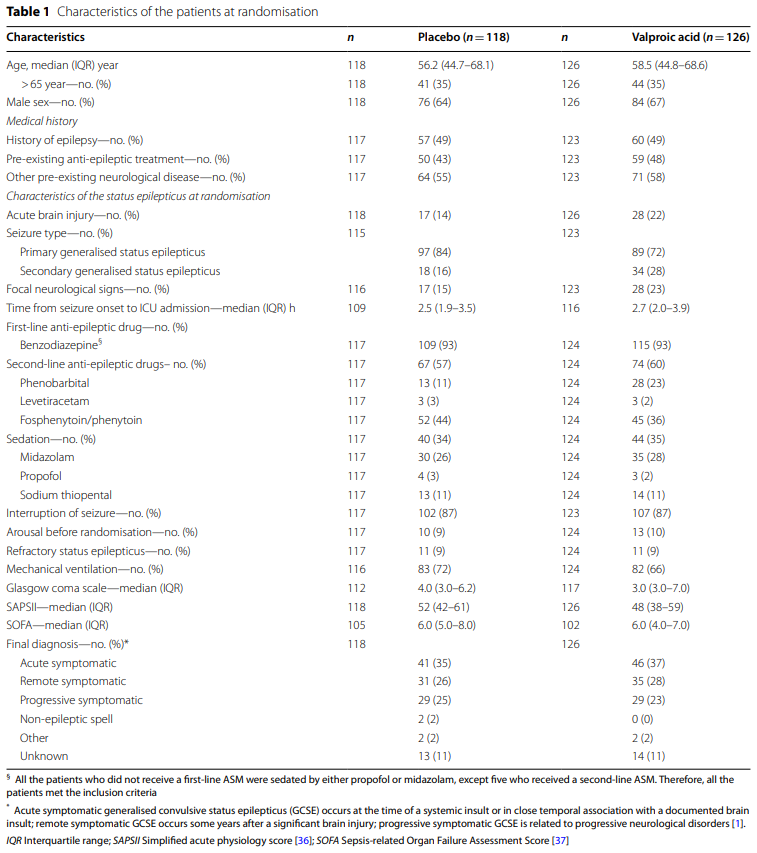 Table 1 Characteristics of the patients at randomisation
Characteristics n Placebo (n = 118) n Valproic acid (n = 126)
Age, median (IQR) year 118 56.2 (44.7–68.1) 126 58.5 (44.8–68.6)
> 65 year—no. (%) 118 41 (35) 126 44 (35)
Male sex—no. (%) 118 76 (64) 126 84 (67)
Medical history
History of epilepsy—no. (%) 117 57 (49) 123 60 (49)
Pre-existing anti-epileptic treatment—no. (%) 117 50 (43) 123 59 (48)
Other pre-existing neurological disease—no. (%) 117 64 (55) 123 71 (58)
Characteristics of the status epilepticus at randomisation
Acute brain injury—no. (%) 118 17 (14) 126 28 (22)
Seizure type—no. (%) 115 123
Primary generalised status epilepticus 97 (84) 89 (72)
Secondary generalised status epilepticus 18 (16) 34 (28)
Focal neurological signs—no. (%) 116 17 (15) 123 28 (23)
Time from seizure onset to ICU admission—median (IQR) h 109 2.5 (1.9–3.5) 116 2.7 (2.0–3.9)
First-line anti-epileptic drug—no. (%)
Benzodiazepine§ 117 109 (93) 124 115 (93)
Second-line anti-epileptic drugs– no. (%) 117 67 (57) 124 74 (60)
Phenobarbital 117 13 (11) 124 28 (23)
Levetiracetam 117 3 (3) 124 3 (2)
Fosphenytoin/phenytoin 117 52 (44) 124 45 (36)
Sedation—no. (%) 117 40 (34) 124 44 (35)
Midazolam 117 30 (26) 124 35 (28)
Propofol 117 4 (3) 124 3 (2)
Sodium thiopental 117 13 (11) 124 14 (11)
Interruption of seizure—no. (%) 117 102 (87) 123 107 (87)
Arousal before randomisation—no. (%) 117 10 (9) 124 13 (10)
Refractory status epilepticus—no. (%) 117 11 (9) 124 11 (9)
Mechanical ventilation—no. (%) 116 83 (72) 124 82 (66)
Glasgow coma scale—median (IQR) 112 4.0 (3.0–6.2) 117 3.0 (3.0–7.0)
SAPSII—median (IQR) 118 52 (42–61) 126 48 (38–59)
SOFA—median (IQR) 105 6.0 (5.0–8.0) 102 6.0 (4.0–7.0)
Final diagnosis—no. (%)* 118 126
Acute symptomatic 41 (35) 46 (37)
Remote symptomatic 31 (26) 35 (28)
Progressive symptomatic 29 (25) 29 (23)
Non-epileptic spell 2 (2) 0 (0)
Other 2 (2) 2 (2)
Unknown 13 (11) 14 (11)
§ All the patients who did not receive a first-line ASM were sedated by either propofol or midazolam, except five who received a second-line ASM. Therefore, all the
patients met the inclusion criteria
* Acute symptomatic generalised convulsive status epilepticus (GCSE) occurs at the time of a systemic insult or in close temporal association with a documented brain
insult; remote symptomatic GCSE occurs some years after a significant brain injury; progressive symptomatic GCSE is related to progressive neurological disorders [1].
IQR Interquartile range; SAPSII Simplified acute physiology score [36]; SOFA Sepsis-related Organ Failure Assessment Score [37]